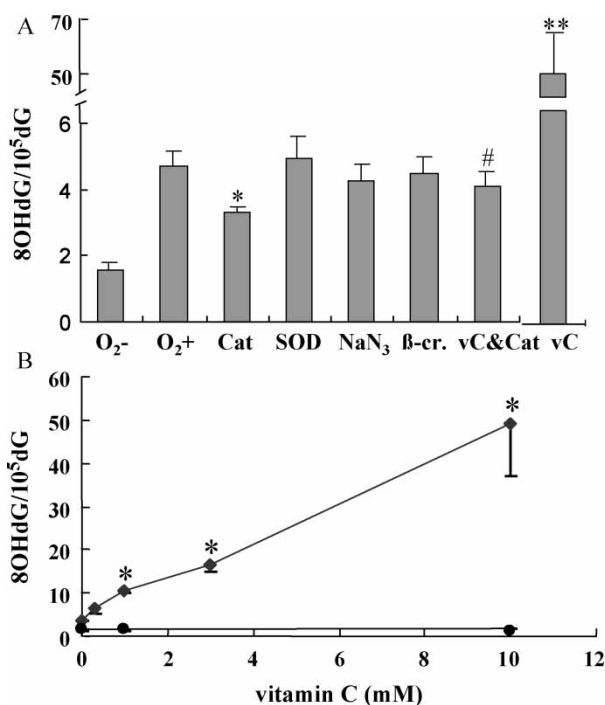 A
8OHdG/10⁵dG
70
50
6
4
2
0
*
#
**
O₂- O₂+ Cat SOD NaN₃ ß-cr. vC&Cat vC
B
8OHdG/10⁵dG
60
50
40
30
20
10
0
*
*
*
0 2 4 6 8 10 12
vitamin C (mM)